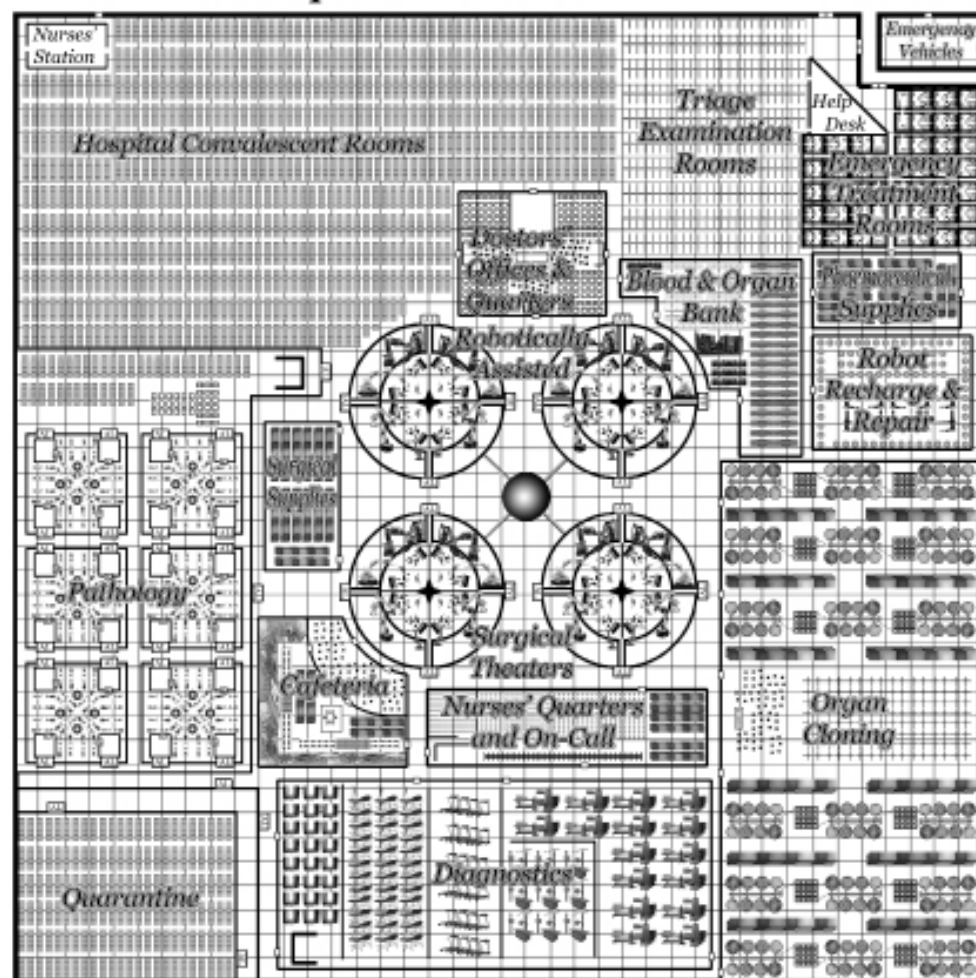 Nurses'
Station
Emergency
Vehicles
Hospital Convalescent Rooms
Triage
Examination
Rooms
Help
Desk
Emergency
Treatment
Rooms
Doctors
Offices &
Quarters
Blood & Organ
Bank
Pharmaceutical
Supplies
Robotically
Assisted
Robot
Recharge &
Repair
Surgical
Supplies
Pathology
Surgical
Theaters
Cafeteria
Nurses' Quarters
and On-Call
Organ
Cloning
Diagnostics
Quarantine